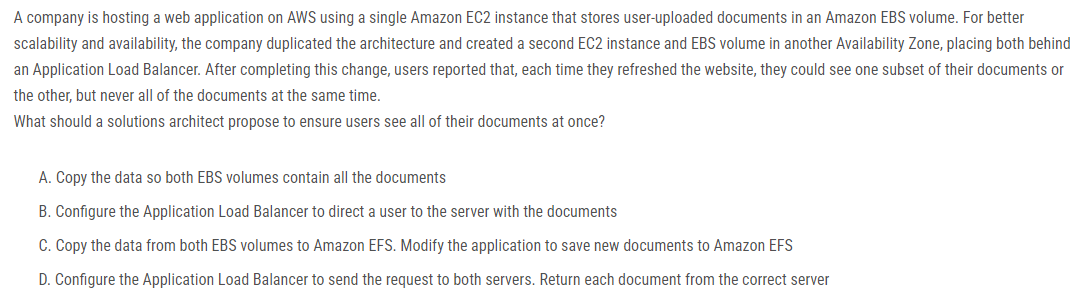 A company is hosting a web application on AWS using a single Amazon EC2 instance that stores user-uploaded documents in an Amazon EBS volume. For better
scalability and availability, the company duplicated the architecture and created a second EC2 instance and EBS volume in another Availability Zone, placing both behind
an Application Load Balancer. After completing this change, users reported that, each time they refreshed the website, they could see one subset of their documents or
the other, but never all of the documents at the same time.
What should a solutions architect propose to ensure users see all of their documents at once?
A. Copy the data so both EBS volumes contain all the documents
B. Configure the Application Load Balancer to direct a user to the server with the documents
C. Copy the data from both EBS volumes to Amazon EFS. Modify the application to save new documents to Amazon EFS
D. Configure the Application Load Balancer to send the request to both servers. Return each document from the correct server